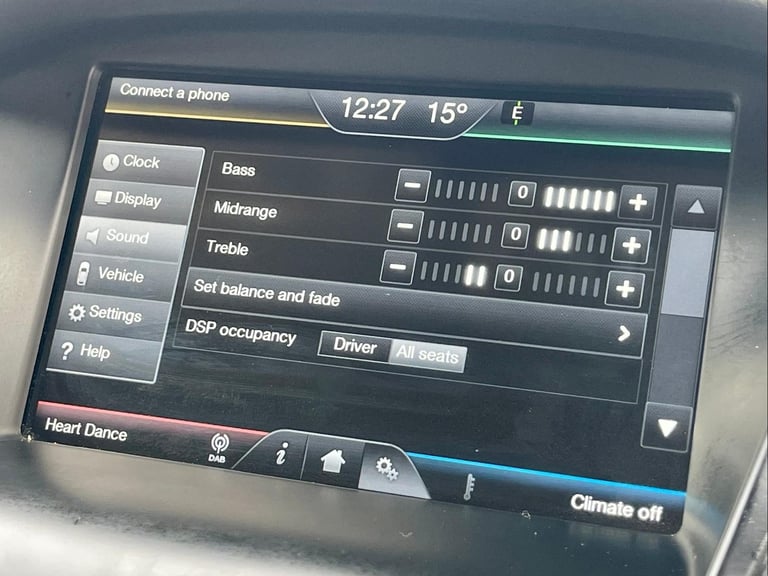 Connect a phone
12:27 15° E
Clock
Display
Sound
Vehicle
Settings
? Help
Bass - 0 +
Midrange - 0 +
Treble - 0 +
Set balance and fade >
DSP occupancy Driver All seats
Heart Dance
DAB
i
Climate off